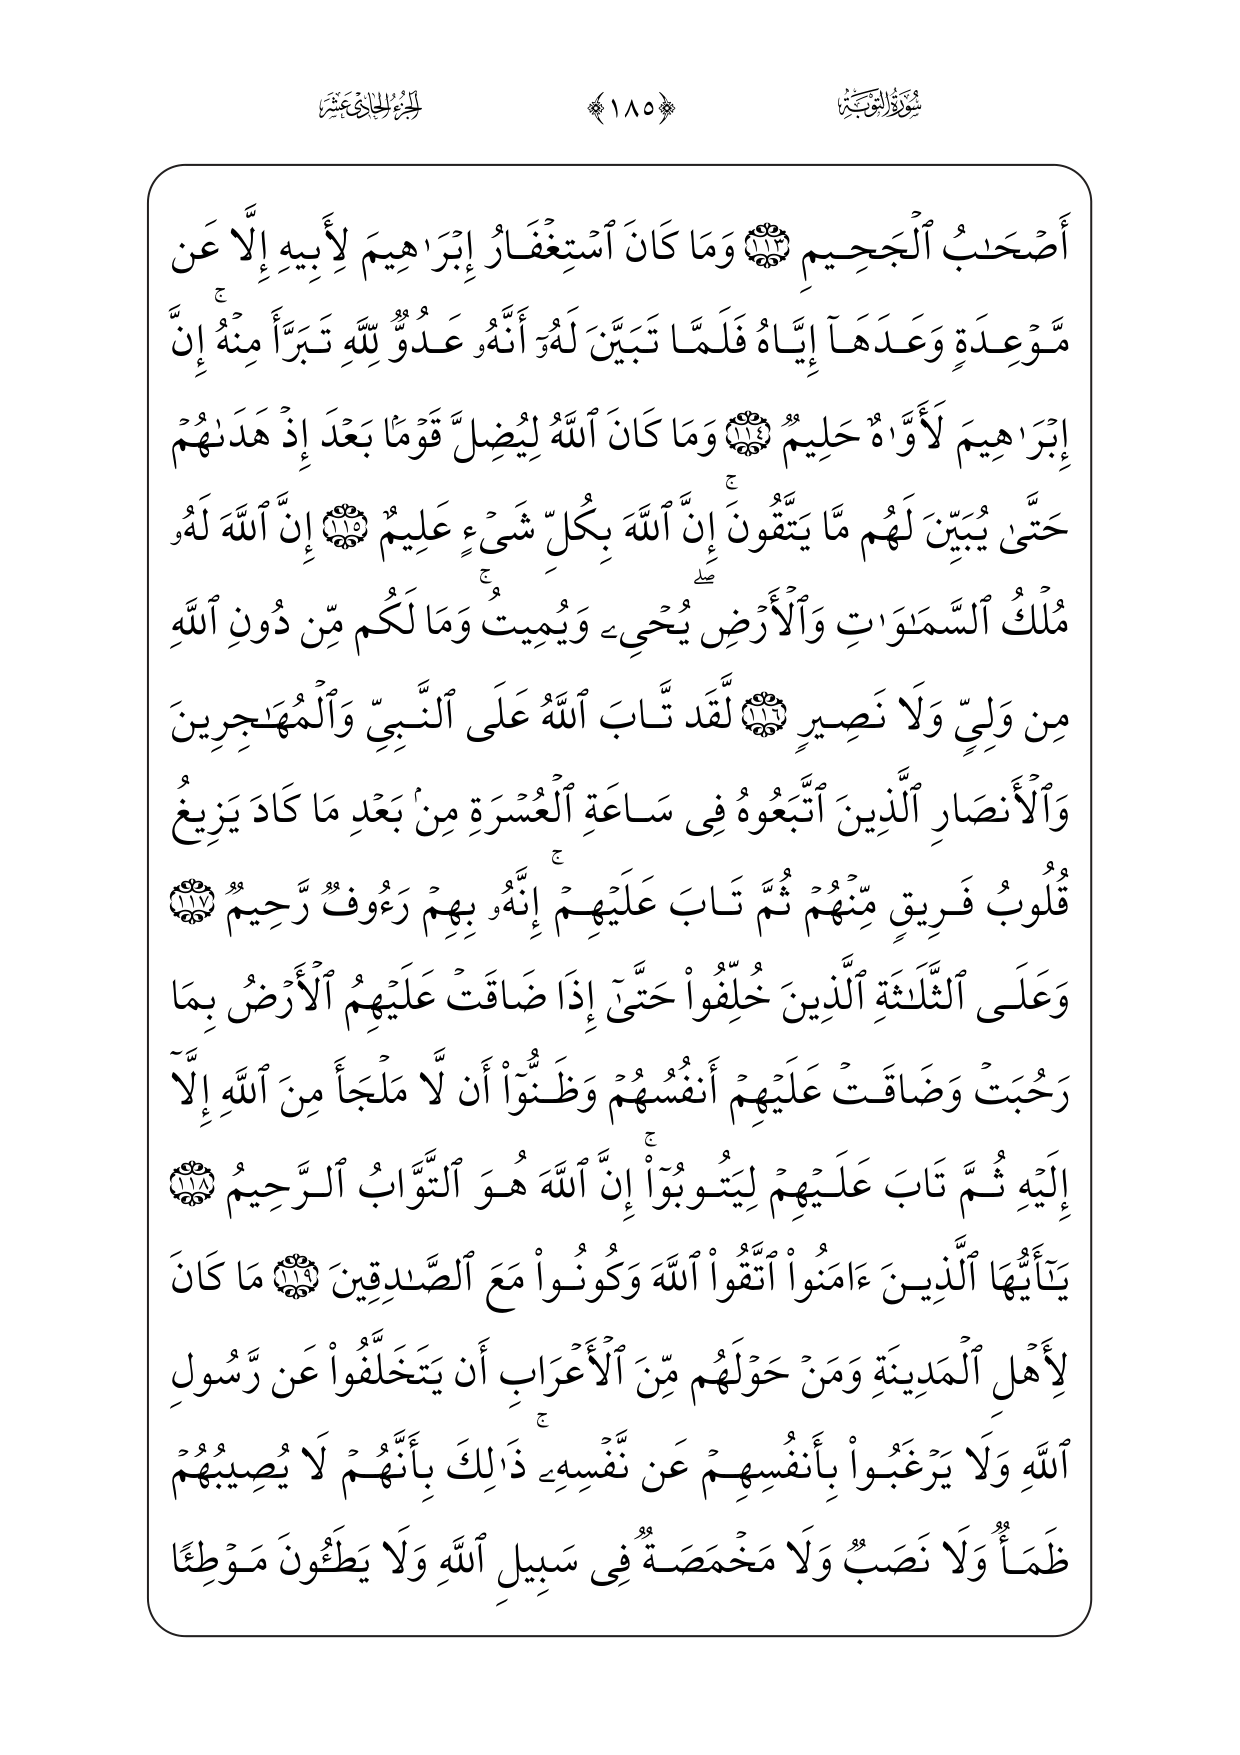 سُورَةُ التَّوْبَةِ ﴿١٨٥﴾ الجُزْءُ الحَادِي عَشَرَ
أَصۡحَـٰبُ ٱلۡجَحِيمِ ١١٣ وَمَا كَانَ ٱسۡتِغۡفَارُ إِبۡرَٰهِيمَ لِأَبِيهِ إِلَّا عَن
مَّوۡعِدَةٖ وَعَدَهَآ إِيَّاهُ فَلَمَّا تَبَيَّنَ لَهُۥٓ أَنَّهُۥ عَدُوّٞ لِّلَّهِ تَبَرَّأَ مِنۡهُۚ إِنَّ
إِبۡرَٰهِيمَ لَأَوَّٰهٌ حَلِيمٞ ١١٤ وَمَا كَانَ ٱللَّهُ لِيُضِلَّ قَوۡمَۢا بَعۡدَ إِذۡ هَدَىٰهُمۡ
حَتَّىٰ يُبَيِّنَ لَهُم مَّا يَتَّقُونَۚ إِنَّ ٱللَّهَ بِكُلِّ شَيۡءٍ عَلِيمٌ ١١٥ إِنَّ ٱللَّهَ لَهُۥ
مُلۡكُ ٱلسَّمَـٰوَٰتِ وَٱلۡأَرۡضِۖ يُحۡيِۦ وَيُمِيتُۚ وَمَا لَكُم مِّن دُونِ ٱللَّهِ
مِن وَلِيّٖ وَلَا نَصِيرٖ ١١٦ لَّقَد تَّابَ ٱللَّهُ عَلَى ٱلنَّبِيِّ وَٱلۡمُهَـٰجِرِينَ
وَٱلۡأَنصَارِ ٱلَّذِينَ ٱتَّبَعُوهُ فِي سَاعَةِ ٱلۡعُسۡرَةِ مِنۢ بَعۡدِ مَا كَادَ يَزِيغُ
قُلُوبُ فَرِيقٖ مِّنۡهُمۡ ثُمَّ تَابَ عَلَيۡهِمۡۚ إِنَّهُۥ بِهِمۡ رَءُوفٞ رَّحِيمٞ ١١٧
وَعَلَى ٱلثَّلَـٰثَةِ ٱلَّذِينَ خُلِّفُواْ حَتَّىٰٓ إِذَا ضَاقَتۡ عَلَيۡهِمُ ٱلۡأَرۡضُ بِمَا
رَحُبَتۡ وَضَاقَتۡ عَلَيۡهِمۡ أَنفُسُهُمۡ وَظَنُّوٓاْ أَن لَّا مَلۡجَأَ مِنَ ٱللَّهِ إِلَّآ
إِلَيۡهِ ثُمَّ تَابَ عَلَيۡهِمۡ لِيَتُوبُوٓاْۚ إِنَّ ٱللَّهَ هُوَ ٱلتَّوَّابُ ٱلرَّحِيمُ ١١٨
يَـٰٓأَيُّهَا ٱلَّذِينَ ءَامَنُواْ ٱتَّقُواْ ٱللَّهَ وَكُونُواْ مَعَ ٱلصَّـٰدِقِينَ ١١٩ مَا كَانَ
لِأَهۡلِ ٱلۡمَدِينَةِ وَمَنۡ حَوۡلَهُم مِّنَ ٱلۡأَعۡرَابِ أَن يَتَخَلَّفُواْ عَن رَّسُولِ
ٱللَّهِ وَلَا يَرۡغَبُواْ بِأَنفُسِهِمۡ عَن نَّفۡسِهِۦۚ ذَٰلِكَ بِأَنَّهُمۡ لَا يُصِيبُهُمۡ
ظَمَأٞ وَلَا نَصَبٞ وَلَا مَخۡمَصَةٞ فِي سَبِيلِ ٱللَّهِ وَلَا يَطَـُٔونَ مَوۡطِئٗا